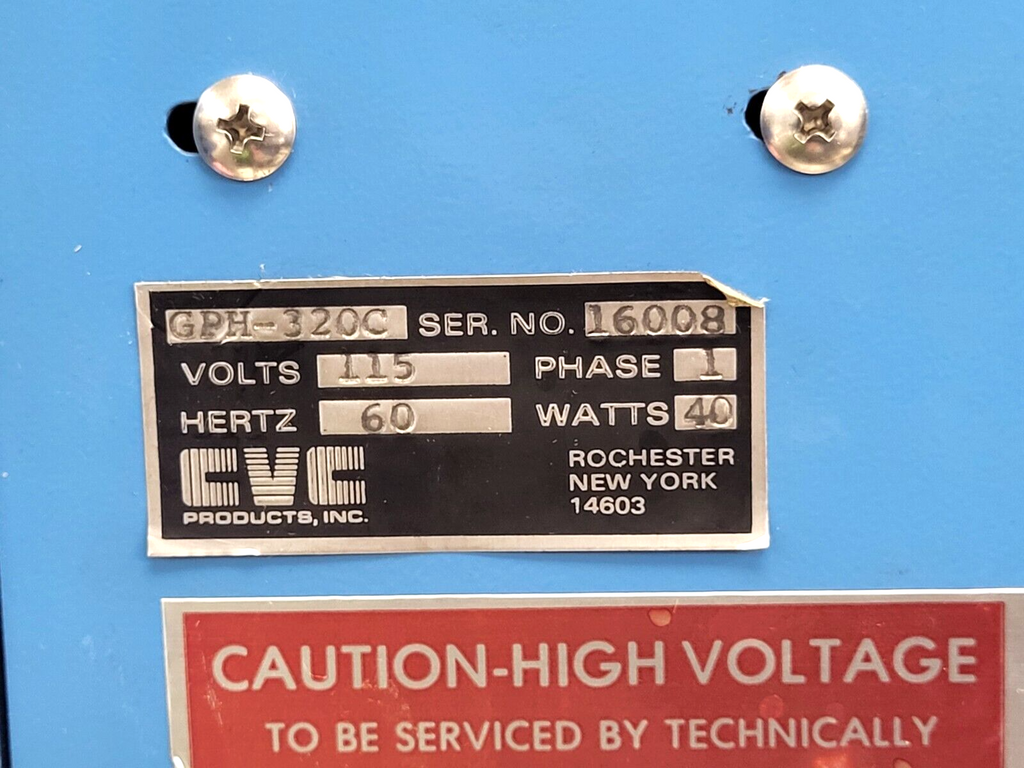 GPH-320C SER. NO. 16008
VOLTS 115 PHASE 1
HERTZ 60 WATTS 40
CVC
PRODUCTS, INC.
ROCHESTER
NEW YORK
14603
CAUTION-HIGH VOLTAGE
TO BE SERVICED BY TECHNICALLY